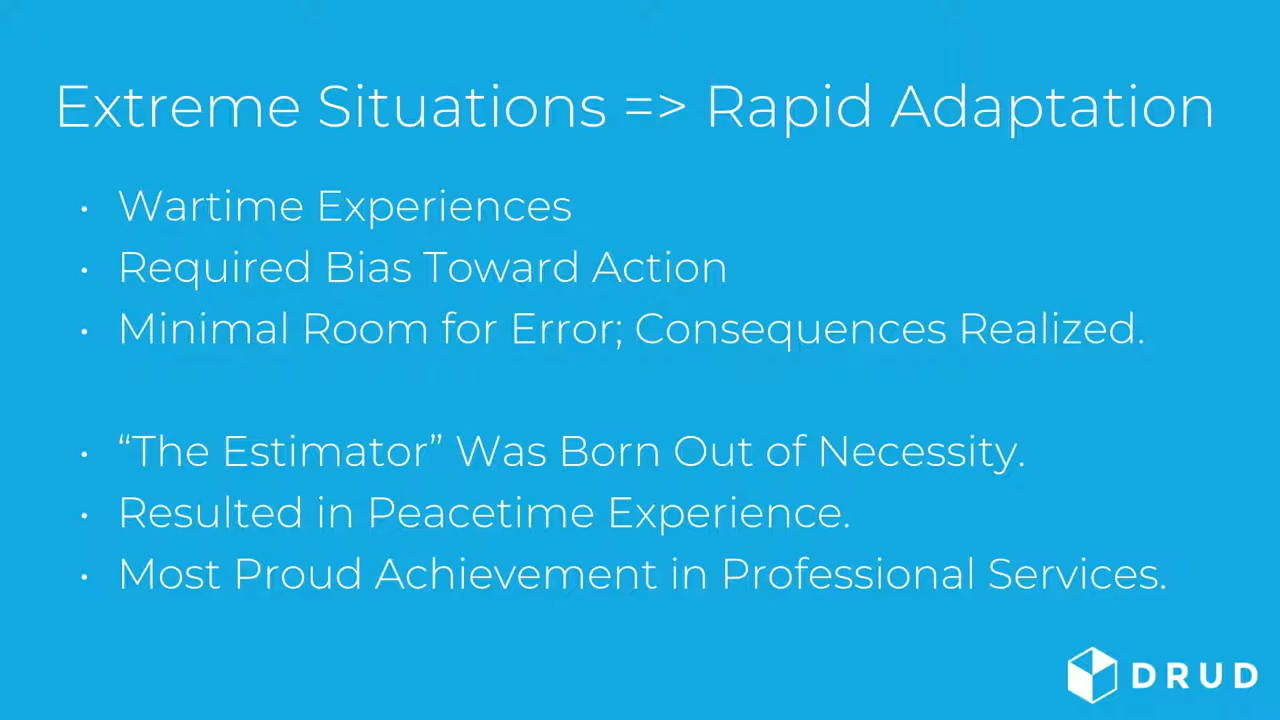 Extreme Situations => Rapid Adaptation
• Wartime Experiences
• Required Bias Toward Action
• Minimal Room for Error; Consequences Realized.
• “The Estimator” Was Born Out of Necessity.
• Resulted in Peacetime Experience.
• Most Proud Achievement in Professional Services.
DRUD